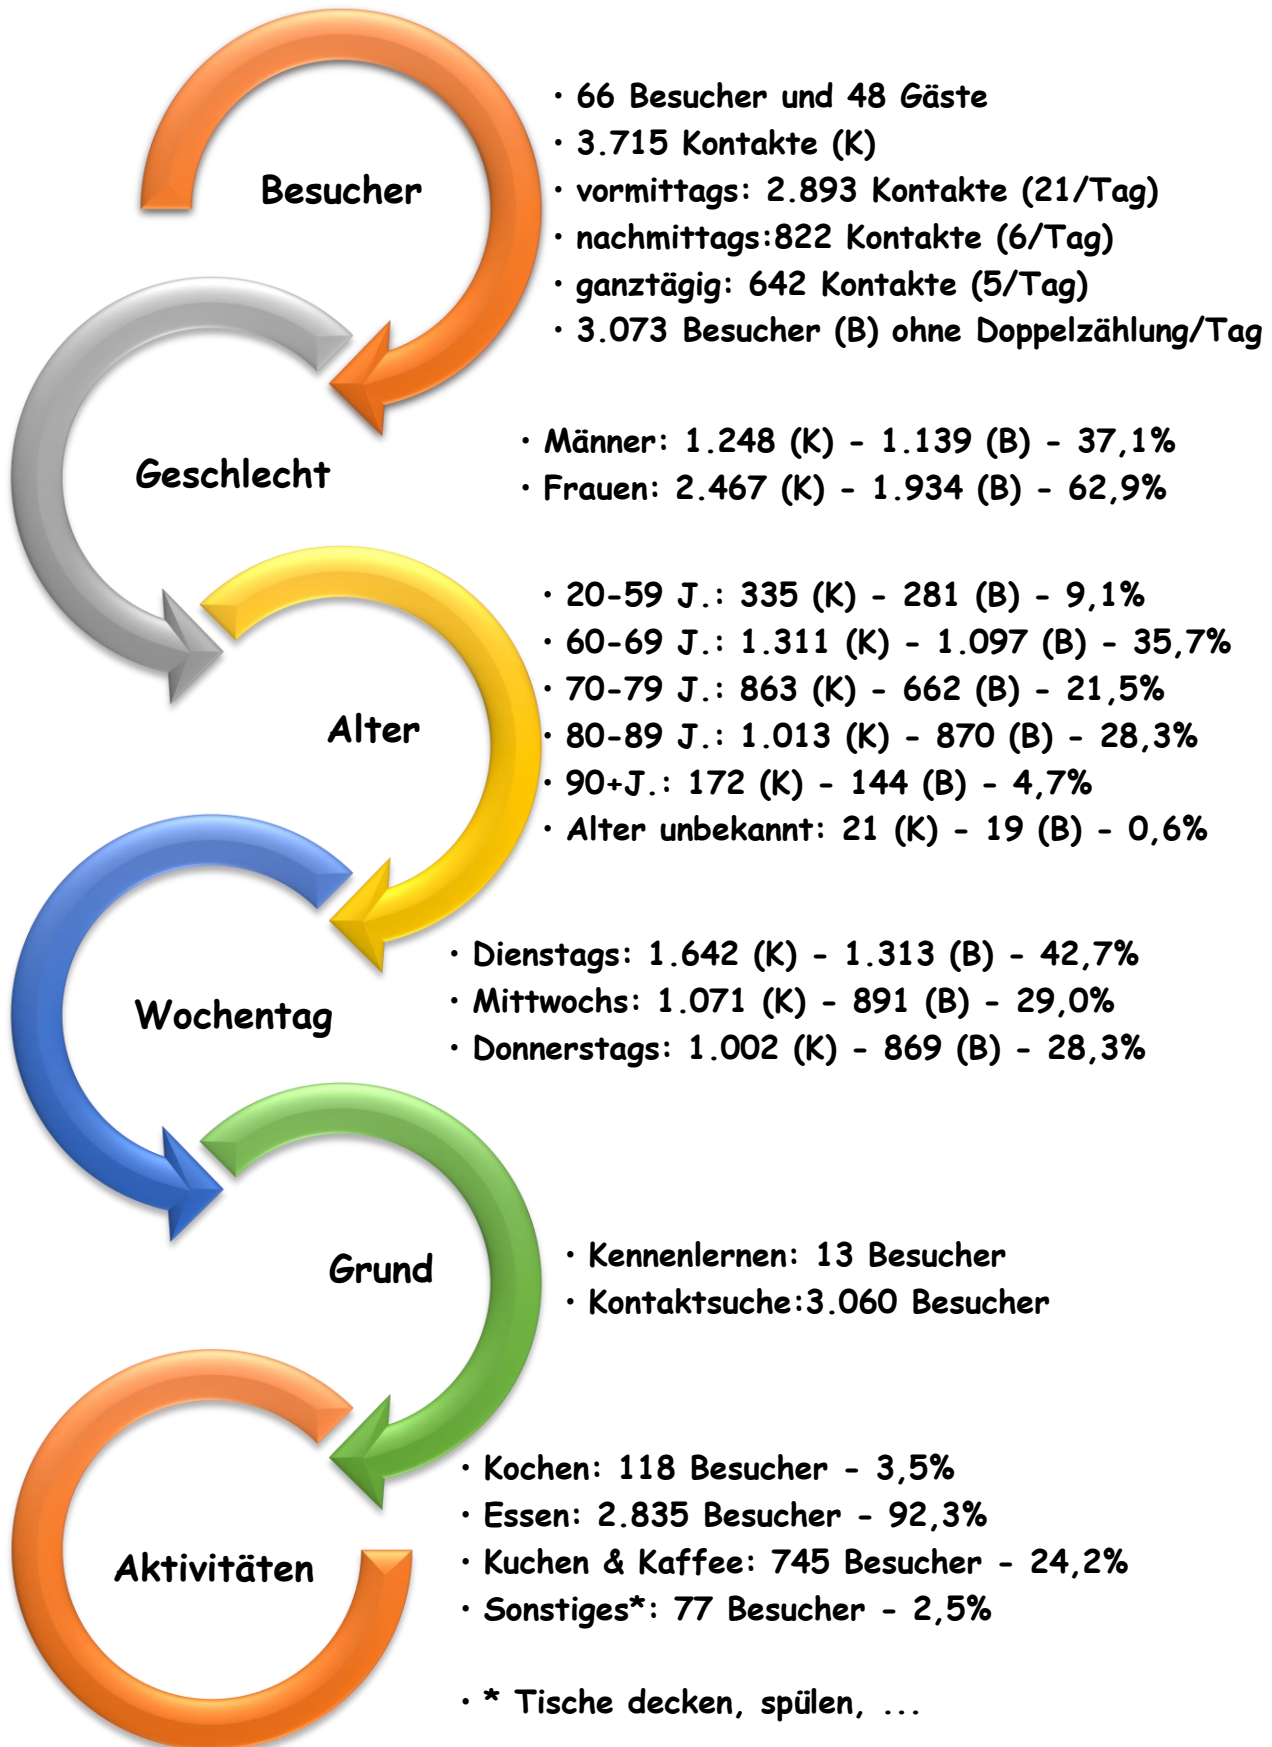 Besucher
· 66 Besucher und 48 Gäste
· 3.715 Kontakte (K)
· vormittags: 2.893 Kontakte (21/Tag)
· nachmittags:822 Kontakte (6/Tag)
· ganztägig: 642 Kontakte (5/Tag)
· 3.073 Besucher (B) ohne Doppelzählung/Tag
Geschlecht
· Männer: 1.248 (K) - 1.139 (B) - 37,1%
· Frauen: 2.467 (K) - 1.934 (B) - 62,9%
Alter
· 20-59 J.: 335 (K) - 281 (B) - 9,1%
· 60-69 J.: 1.311 (K) - 1.097 (B) - 35,7%
· 70-79 J.: 863 (K) - 662 (B) - 21,5%
· 80-89 J.: 1.013 (K) - 870 (B) - 28,3%
· 90+J.: 172 (K) - 144 (B) - 4,7%
· Alter unbekannt: 21 (K) - 19 (B) - 0,6%
Wochentag
· Dienstags: 1.642 (K) - 1.313 (B) - 42,7%
· Mittwochs: 1.071 (K) - 891 (B) - 29,0%
· Donnerstags: 1.002 (K) - 869 (B) - 28,3%
Grund
· Kennenlernen: 13 Besucher
· Kontaktsuche:3.060 Besucher
Aktivitäten
· Kochen: 118 Besucher - 3,5%
· Essen: 2.835 Besucher - 92,3%
· Kuchen & Kaffee: 745 Besucher - 24,2%
· Sonstiges*: 77 Besucher - 2,5%
· * Tische decken, spülen, ...